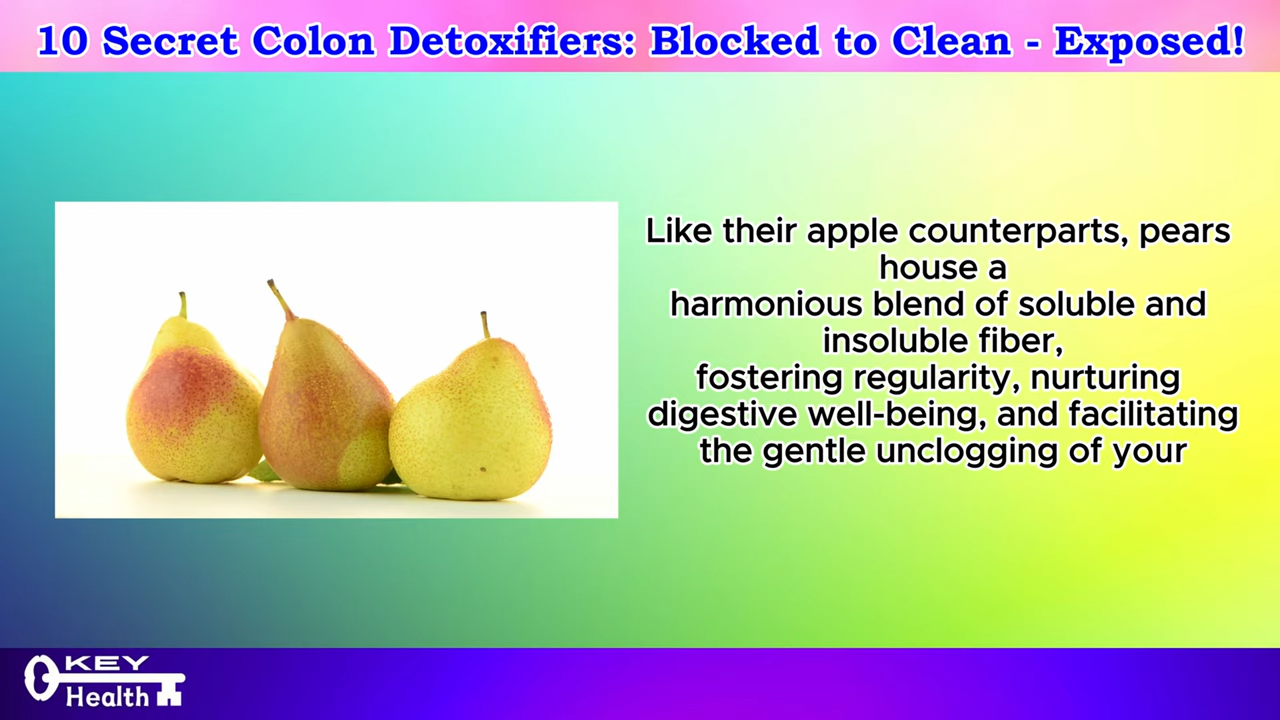 10 Secret Colon Detoxifiers: Blocked to Clean - Exposed!
Like their apple counterparts, pears
house a
harmonious blend of soluble and
insoluble fiber,
fostering regularity, nurturing
digestive well-being, and facilitating
the gentle unclogging of your
KEY
Health